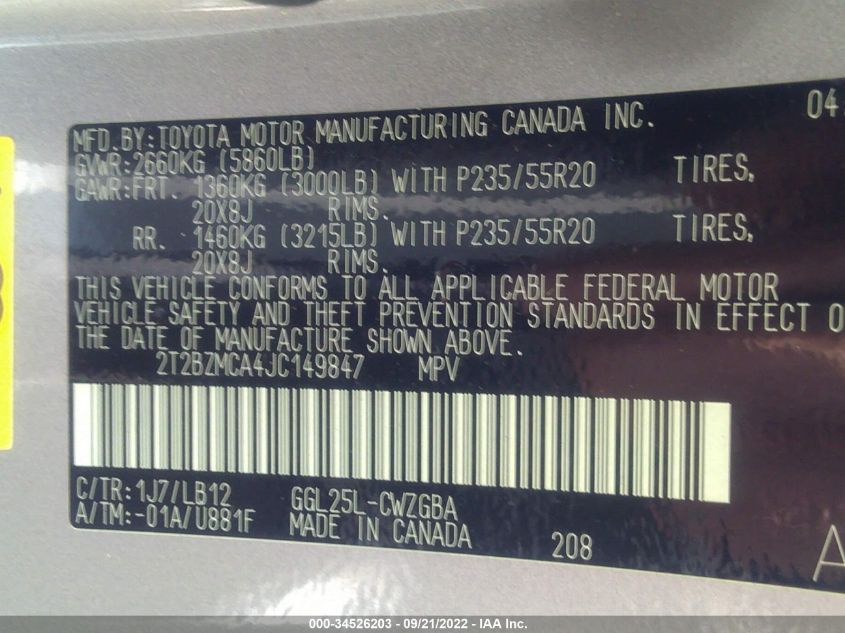 MFD. BY: TOYOTA MOTOR MANUFACTURING CANADA INC. 04
GVWR: 2660KG (5860LB)
GAWR: FRT. 1360KG (3000LB) WITH P235/55R20 TIRES,
20X8J RIMS.
RR. 1460KG (3215LB) WITH P235/55R20 TIRES,
20X8J RIMS.
THIS VEHICLE CONFORMS TO ALL APPLICABLE FEDERAL MOTOR
VEHICLE SAFETY AND THEFT PREVENTION STANDARDS IN EFFECT O
THE DATE OF MANUFACTURE SHOWN ABOVE.
2T2BZMCA4JC149847 MPV
C/TR: 1J7/LB12 GGL25L-CWZGBA
A/TM: -01A/U881F MADE IN CANADA 208
A
000-34526203 - 09/21/2022 - IAA Inc.